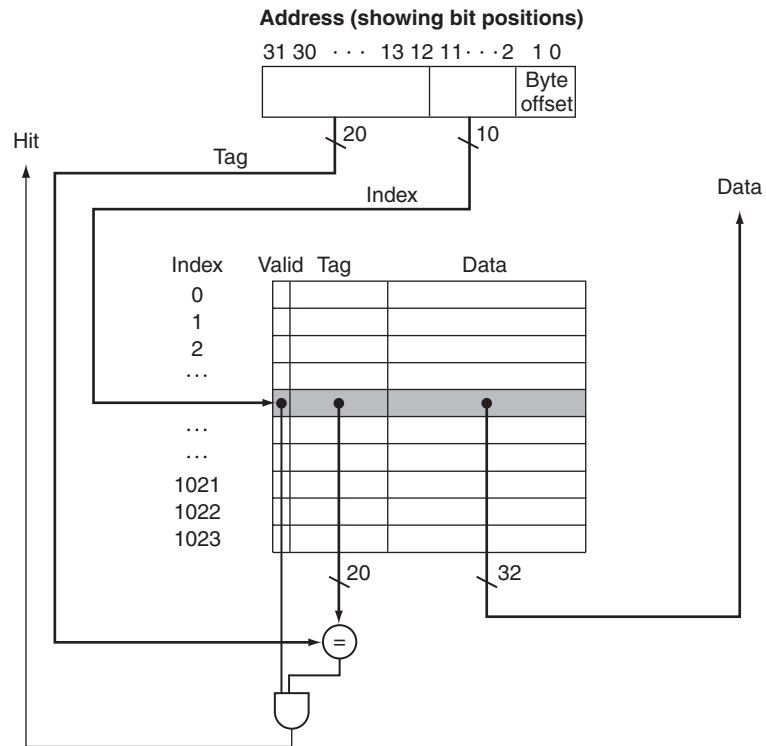 Address (showing bit positions)
31 30 · · · 13 12 11 · · · 2 1 0
Byte
offset
20
10
Hit
Tag
Data
Index
Index Valid Tag Data
0
1
2
· · ·
· · ·
· · ·
1021
1022
1023
20
32
=